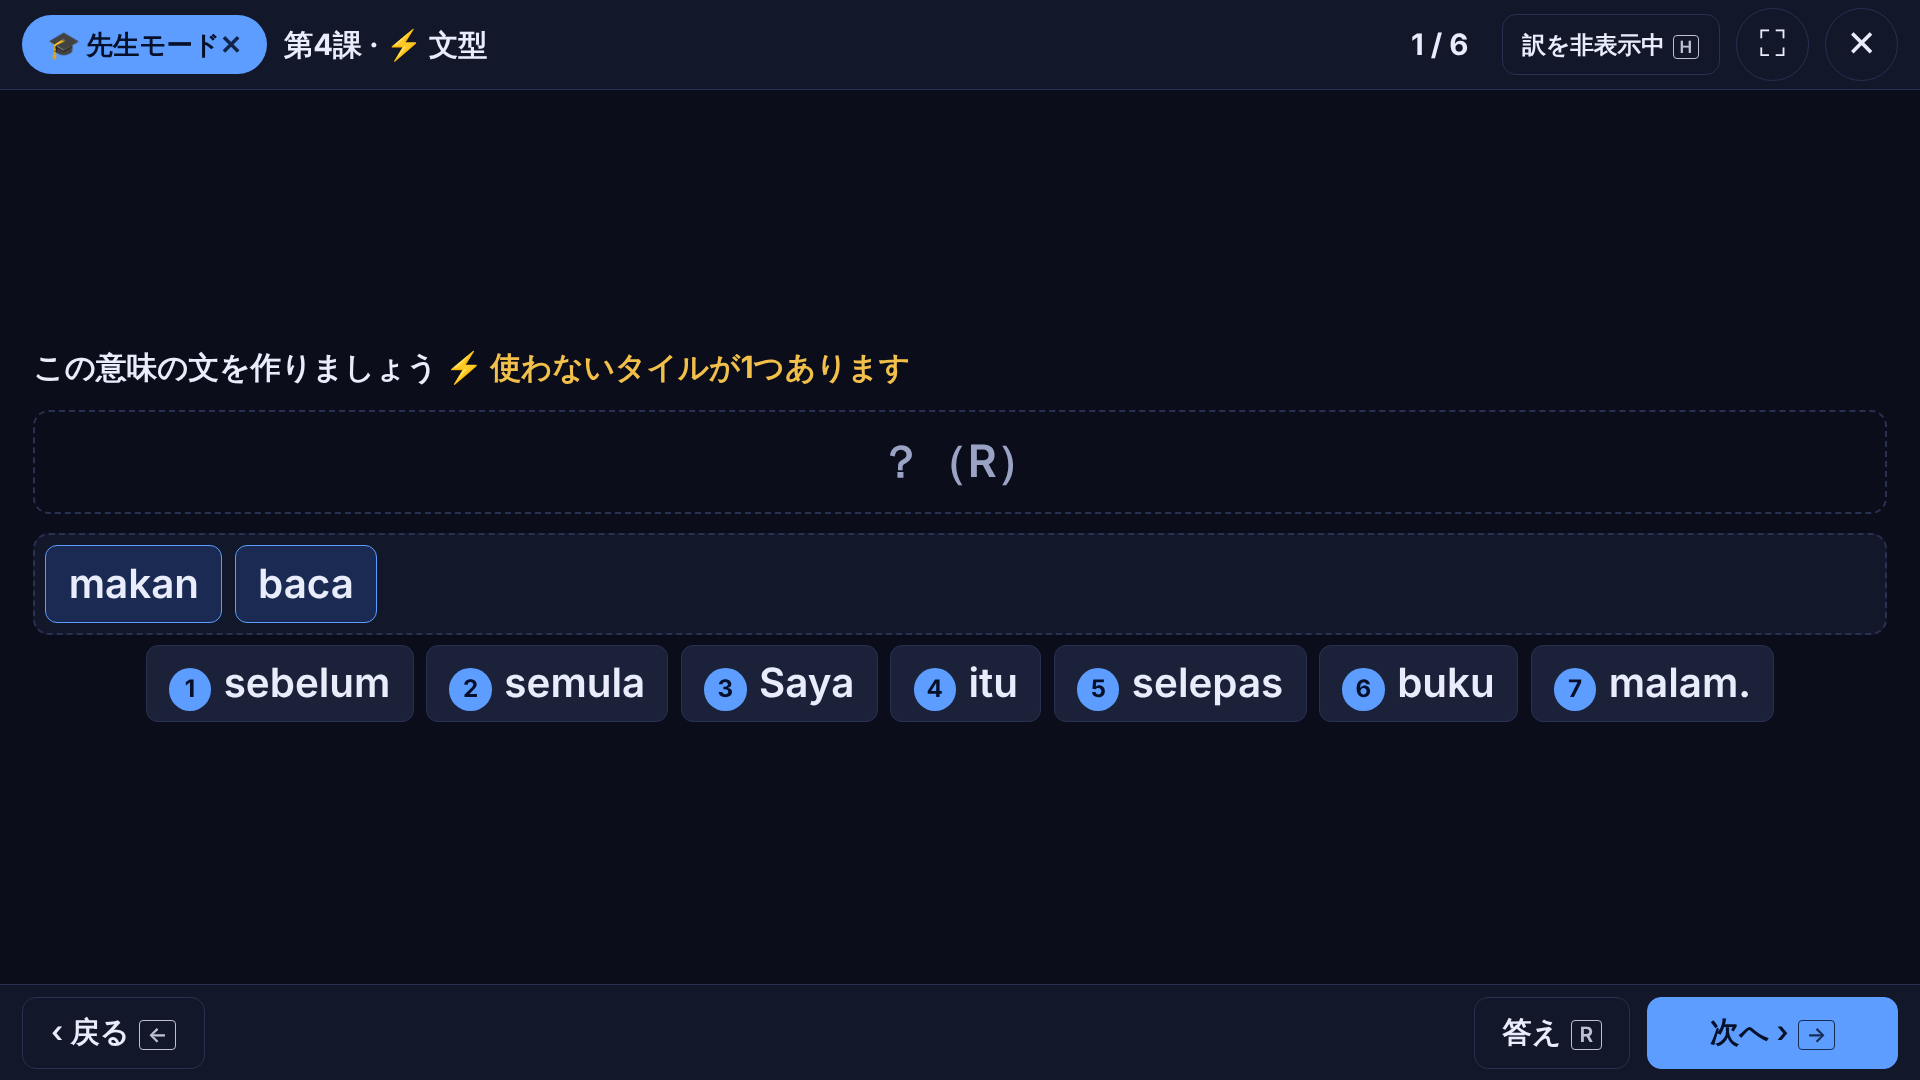 🎓 先生モード✕ 第4課 · ⚡ 文型 1 / 6 訳を非表示中 H ✕
この意味の文を作りましょう ⚡ 使わないタイルが1つあります
？（R）
makan baca
1 sebelum 2 semula 3 Saya 4 itu 5 selepas 6 buku 7 malam.
‹ 戻る ← 答え R 次へ › →